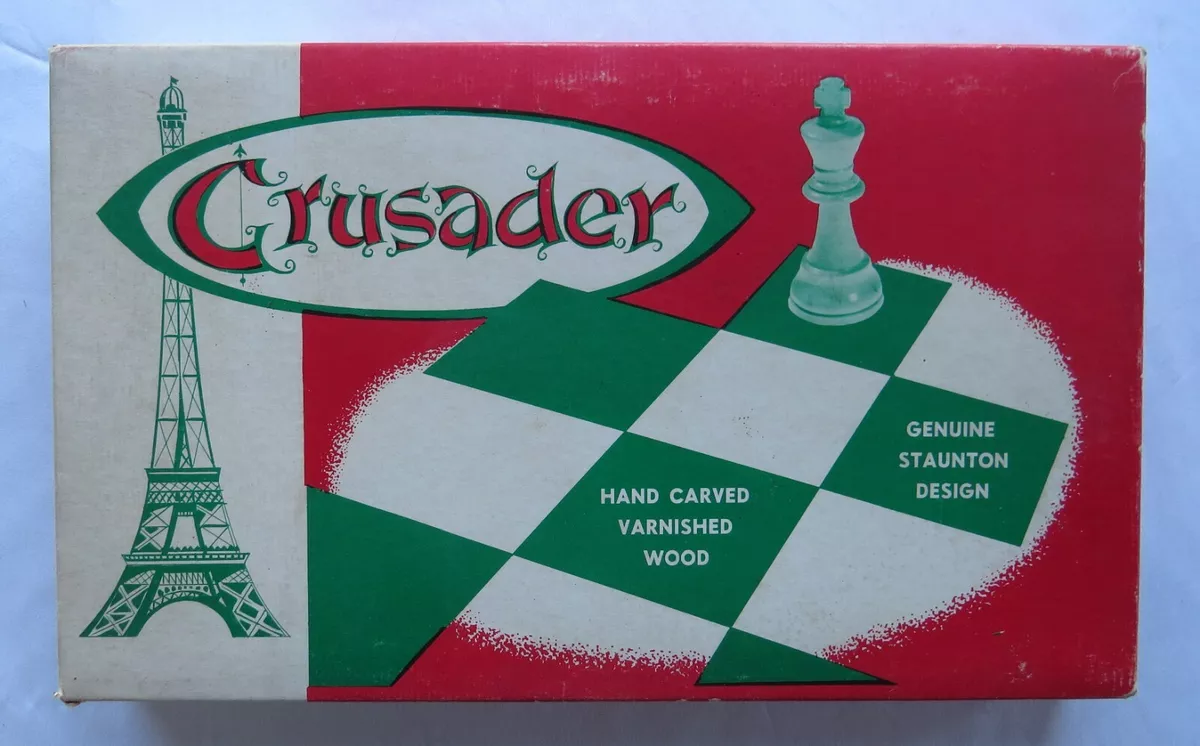 Crusader
GENUINE
STAUNTON
DESIGN
HAND CARVED
VARNISHED
WOOD